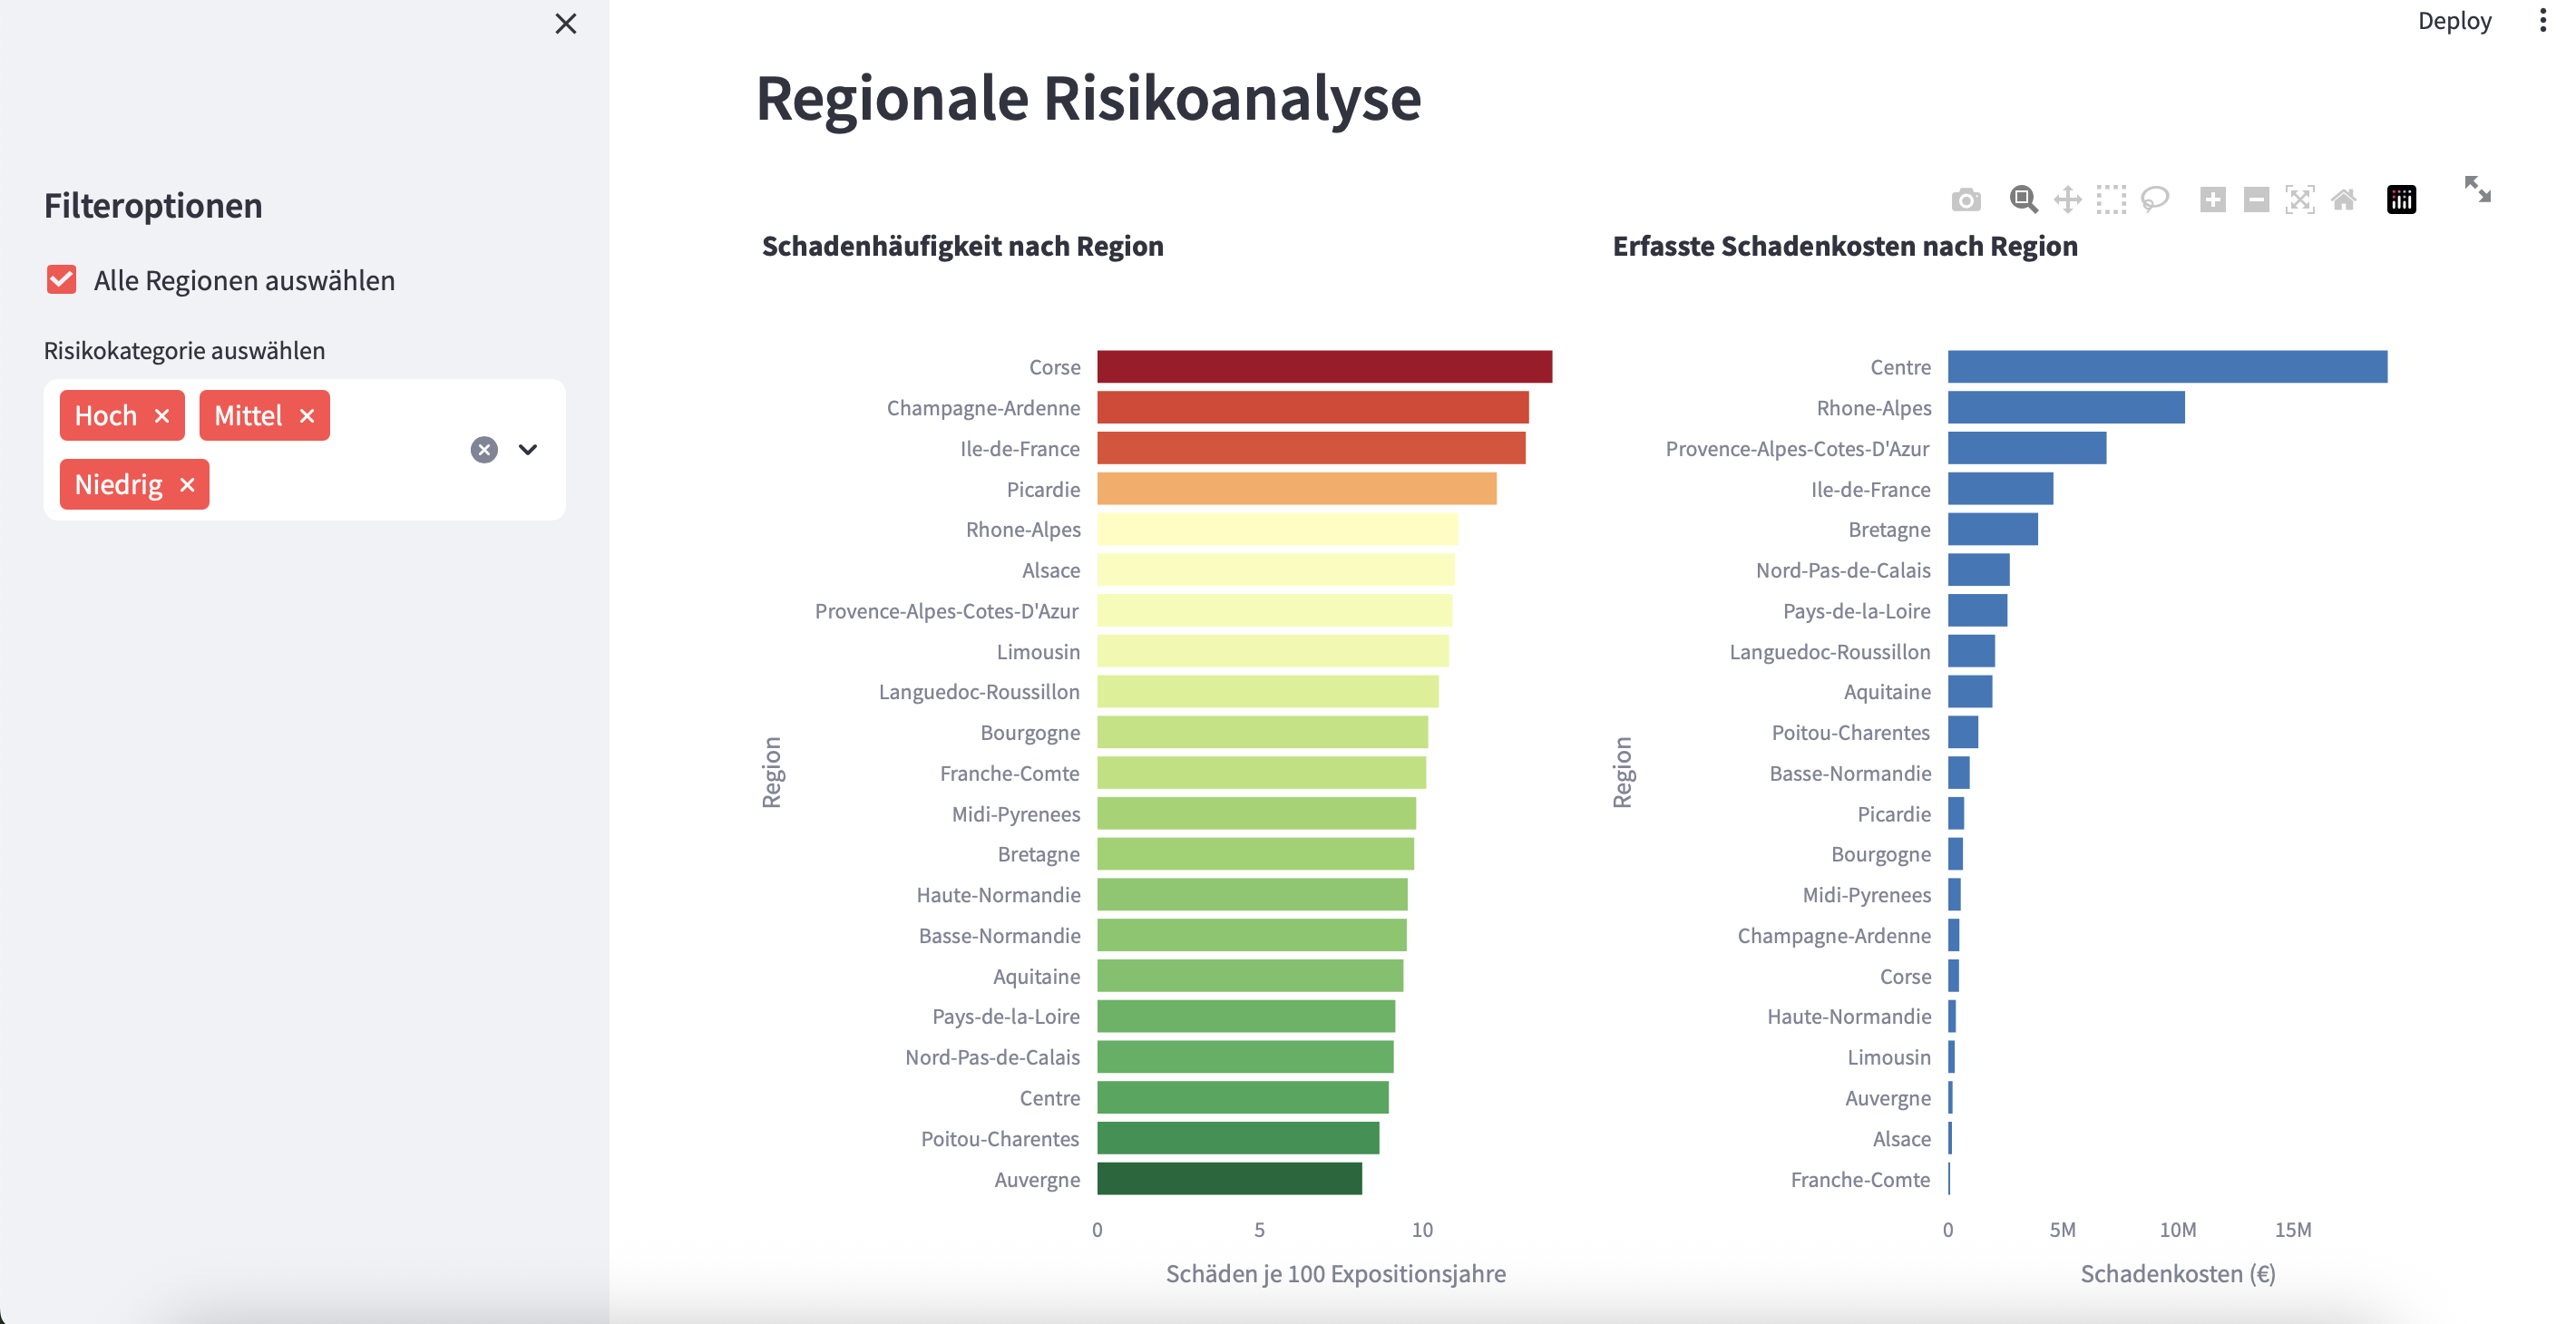 Deploy
Regionale Risikoanalyse
Filteroptionen
Alle Regionen auswählen
Risikokategorie auswählen
Hoch
Mittel
Niedrig
Schadenhäufigkeit nach Region
Region
Corse
Champagne-Ardenne
Ile-de-France
Picardie
Rhone-Alpes
Alsace
Provence-Alpes-Cotes-D'Azur
Limousin
Languedoc-Roussillon
Bourgogne
Franche-Comte
Midi-Pyrenees
Bretagne
Haute-Normandie
Basse-Normandie
Aquitaine
Pays-de-la-Loire
Nord-Pas-de-Calais
Centre
Poitou-Charentes
Auvergne
0 5 10
Schäden je 100 Expositionsjahre
Erfasste Schadenkosten nach Region
Region
Centre
Rhone-Alpes
Provence-Alpes-Cotes-D'Azur
Ile-de-France
Bretagne
Nord-Pas-de-Calais
Pays-de-la-Loire
Languedoc-Roussillon
Aquitaine
Poitou-Charentes
Basse-Normandie
Picardie
Bourgogne
Midi-Pyrenees
Champagne-Ardenne
Corse
Haute-Normandie
Limousin
Auvergne
Alsace
Franche-Comte
0 5M 10M 15M
Schadenkosten (€)